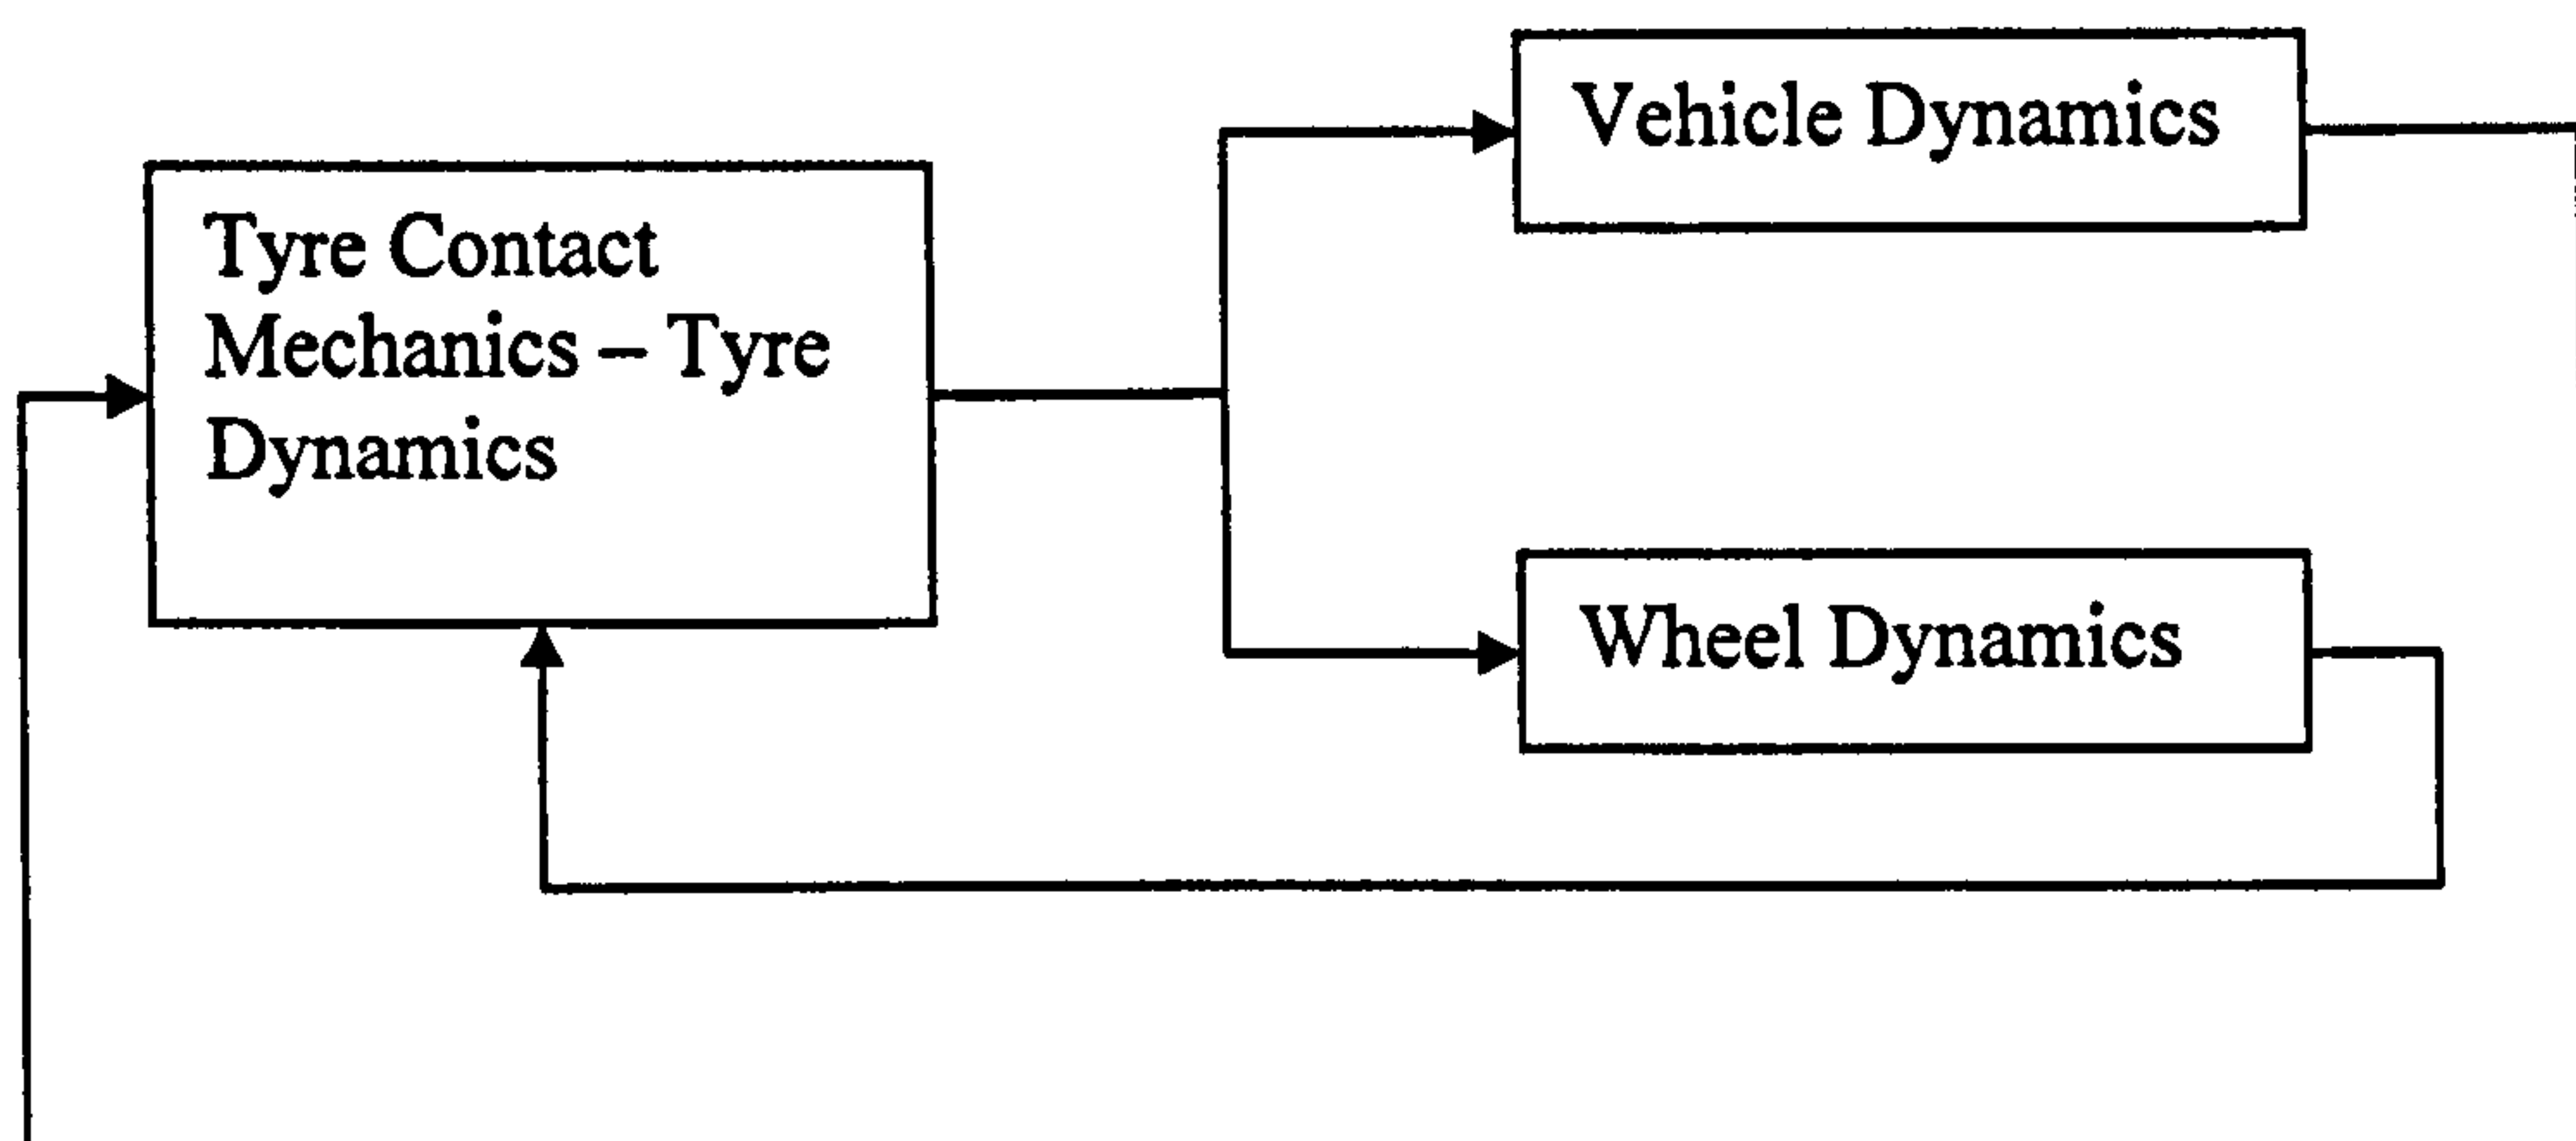 Vehicle Dynamics
Tyre Contact
Mechanics – Tyre
Dynamics
Wheel Dynamics